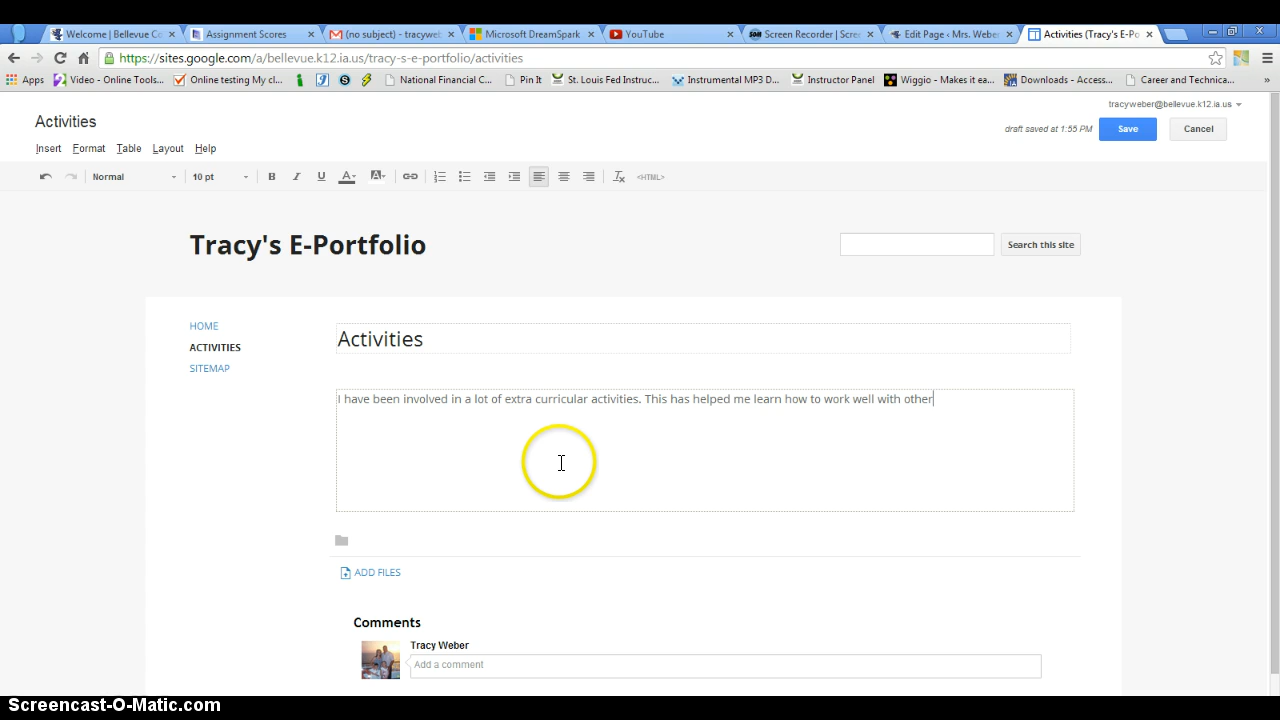 Welcome | Bellevue Co
Assignment Scores
(no subject) - tracyweb
Microsoft DreamSpark
YouTube
Screen Recorder | Scre
Edit Page ‹ Mrs. Weber
Activities (Tracy's E-Po
https://sites.google.com/a/bellevue.k12.ia.us/tracy-s-e-portfolio/activities
Apps
Video - Online Tools...
Online testing My cl...
National Financial C...
Pin It
St. Louis Fed Instruc...
Instrumental MP3 D...
Instructor Panel
Wiggio - Makes it ea...
Downloads - Access...
Career and Technica...
»
tracyweber@bellevue.k12.ia.us
Activities
draft saved at 1:55 PM
Save
Cancel
Insert Format Table Layout Help
Normal
10 pt
B I U A A
<HTML>
Tracy's E-Portfolio
Search this site
HOME
ACTIVITIES
SITEMAP
Activities
I have been involved in a lot of extra curricular activities. This has helped me learn how to work well with other
ADD FILES
Comments
Tracy Weber
Add a comment
Screencast-O-Matic.com